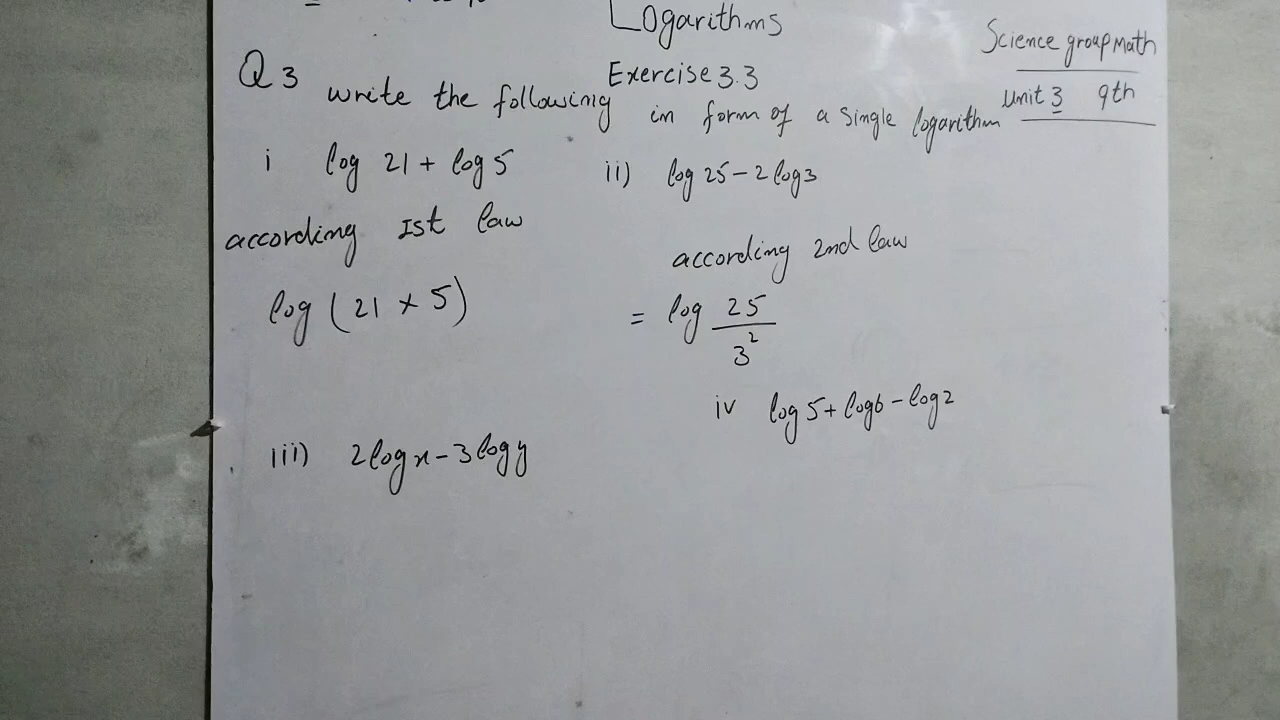 Logarithms
Science group Math
Q 3
Exercise 3.3
unit 3 9th
write the following in form of a single logarithm
i log 21 + log 5
ii) log 25 - 2 log 3
according Ist law
according 2nd law
log (21 × 5)
= log 25/3²
iv log 5 + log 6 - log 2
iii) 2 log x - 3 log y